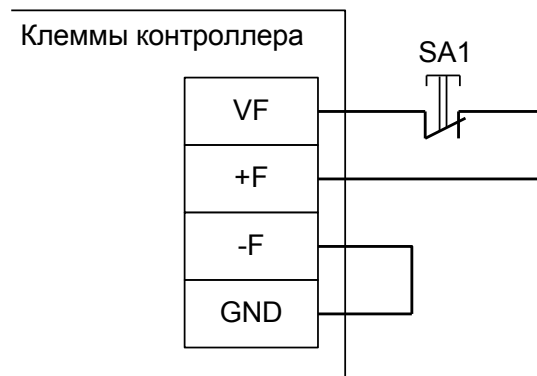 Клеммы контроллера
SA1
VF
+F
-F
GND